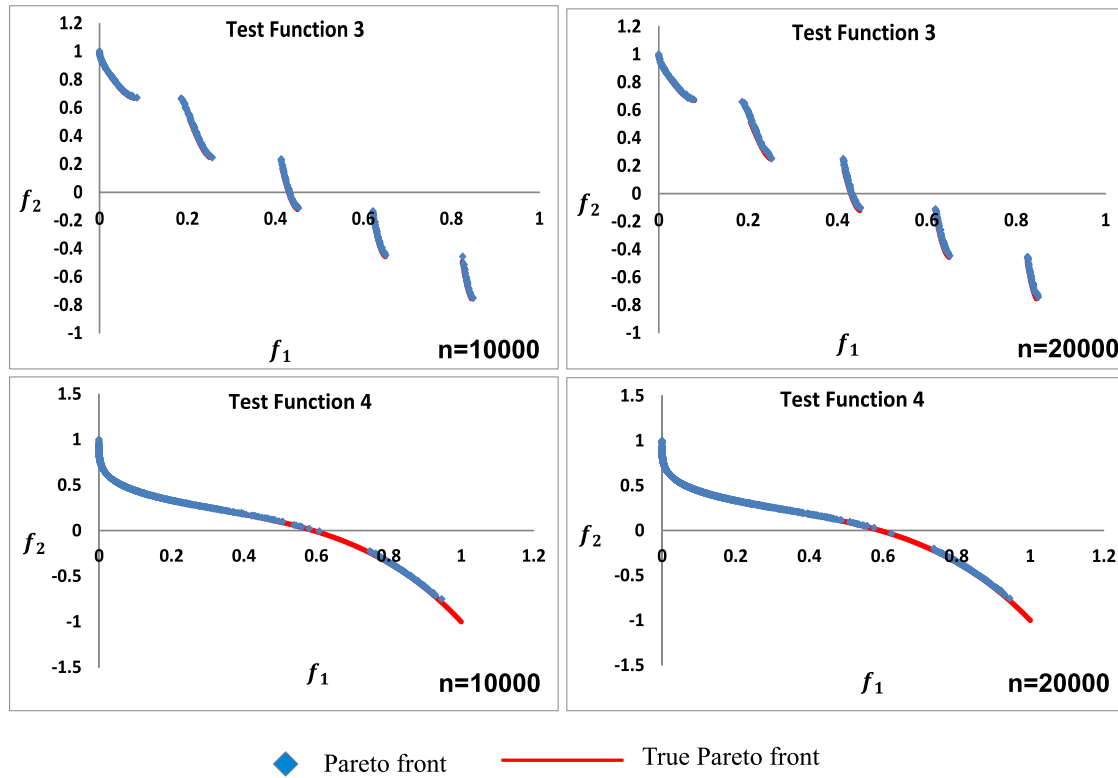 Test Function 3
1.2
1
0.8
0.6
0.4
0.2
0
-0.2
-0.4
-0.6
-0.8
-1
0 0.2 0.4 0.6 0.8 1
f2
f1
n=10000
Test Function 3
1.2
1
0.8
0.6
0.4
0.2
0
-0.2
-0.4
-0.6
-0.8
-1
0 0.2 0.4 0.6 0.8 1
f2
f1
n=20000
Test Function 4
1.5
1
0.5
0
-0.5
-1
-1.5
0 0.2 0.4 0.6 0.8 1 1.2
f2
f1
n=10000
Test Function 4
1.5
1
0.5
0
-0.5
-1
-1.5
0 0.2 0.4 0.6 0.8 1 1.2
f2
f1
n=20000
Pareto front True Pareto front